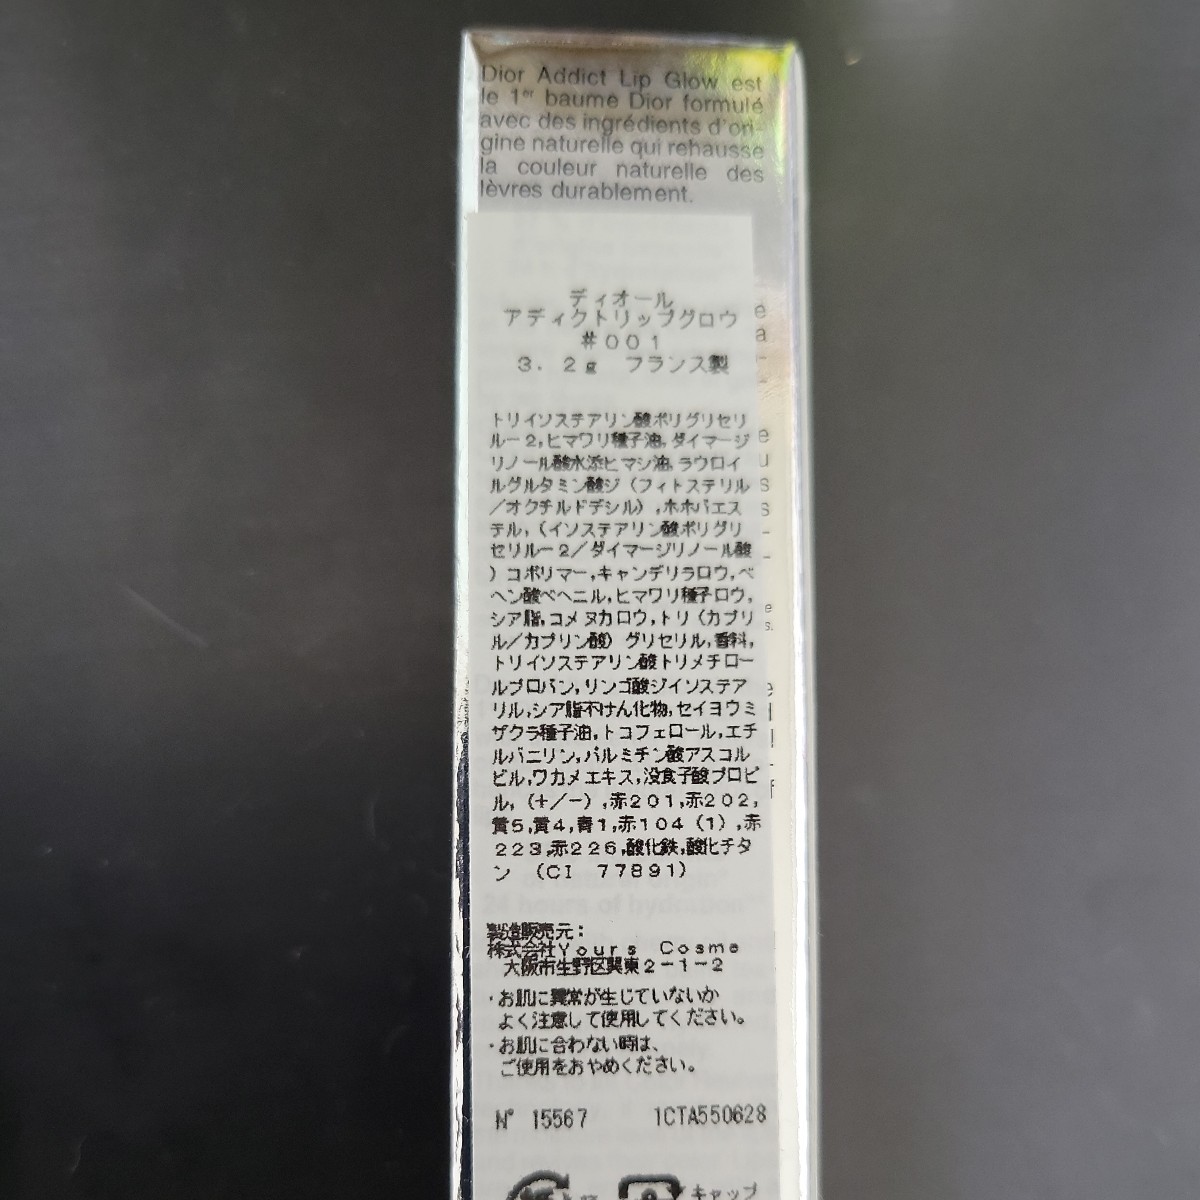 Dior Addict Lip Glow est
le 1er baume Dior formulé
avec des ingrédients d'ori-
gine naturelle qui rehausse
la couleur naturelle des
lèvres durablement.
ディオール
アディクトリップグロウ
#001
3.2g フランス製
トリイソステアリン酸ポリグリセリ
ル-2,ヒマワリ種子油,ダイマージ
リノール酸水添ヒマシ油,ラウロイ
ルグルタミン酸ジ(フィトステリル
/オクチルドデシル),ホホバエス
テル,(イソステアリン酸ポリグリ
セリル-2/ダイマージリノール酸
)コポリマー,キャンデリラロウ,ベ
ヘン酸ベヘニル,ヒマワリ種子ロウ,
シア脂,コメヌカロウ,トリ(カプリ
ル/カプリン酸)グリセリル,香料,
トリイソステアリン酸トリメチロー
ルプロパン,リンゴ酸ジイソステア
リル,シア脂不けん化物,セイヨウミ
ザクラ種子油,トコフェロール,エチ
ルバニリン,パルミチン酸アスコル
ビル,ワカメエキス,没食子酸プロピ
ル,(+/-),赤201,赤202,
黄5,黄4,青1,赤104(1),赤
223,赤226,酸化鉄,酸化チタ
ン (CI 77891)
24 hours of hydration
製造販売元:
株式会社Yours Cosme
大阪市生野区巽東2-1-2
・お肌に異常が生じていないか
よく注意して使用してください。
・お肌に合わない時は、
ご使用をおやめください。
N° 15567 1CTA550628
キャップ